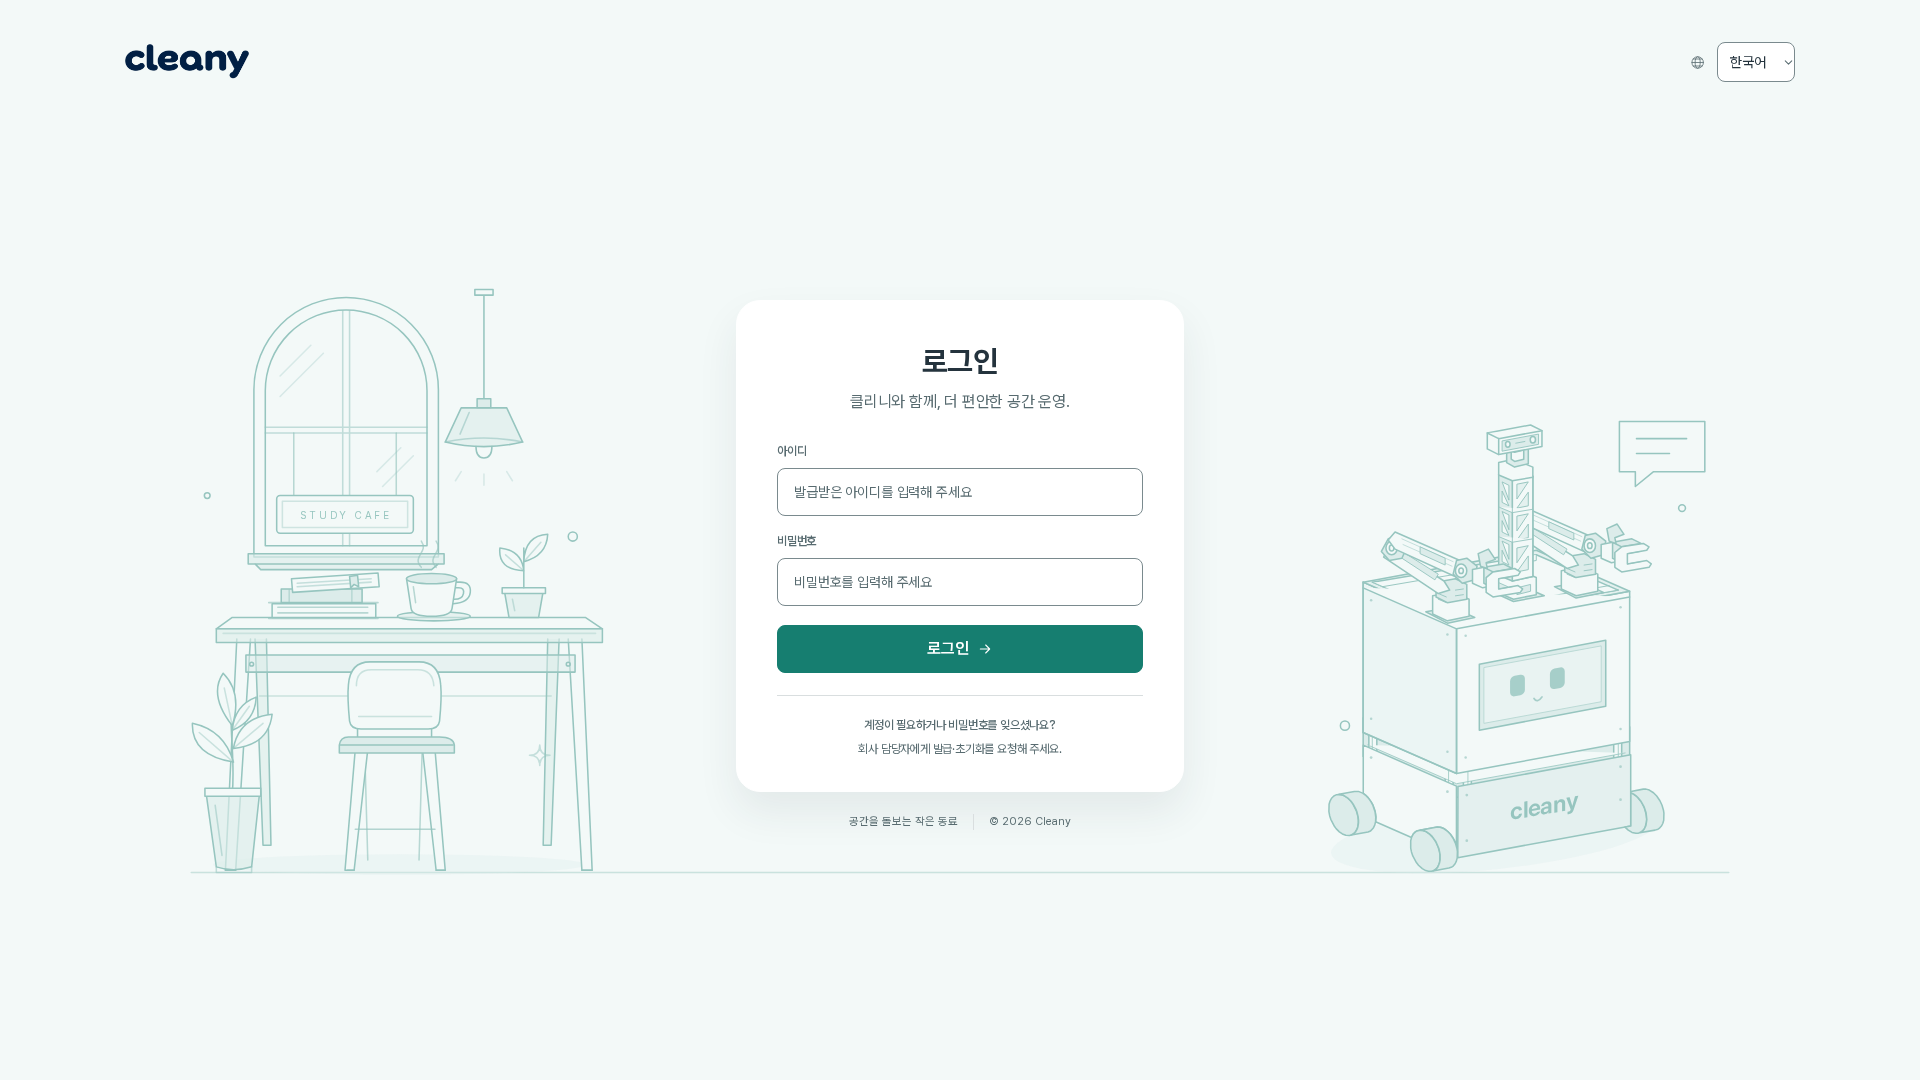 cleany
한국어
로그인
클리니와 함께, 더 편안한 공간 운영.
아이디
발급받은 아이디를 입력해 주세요
비밀번호
비밀번호를 입력해 주세요
로그인 →
계정이 필요하거나 비밀번호를 잊으셨나요?
회사 담당자에게 발급·초기화를 요청해 주세요.
공간을 돌보는 작은 동료
© 2026 Cleany
STUDY CAFE
cleany